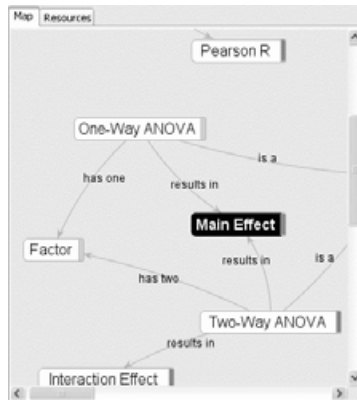 Map Resources
Pearson R
One-Way ANOVA
is a
has one
results in
Main Effect
Factor
results in
is a
has two
Two-Way ANOVA
results in
Interaction Effect